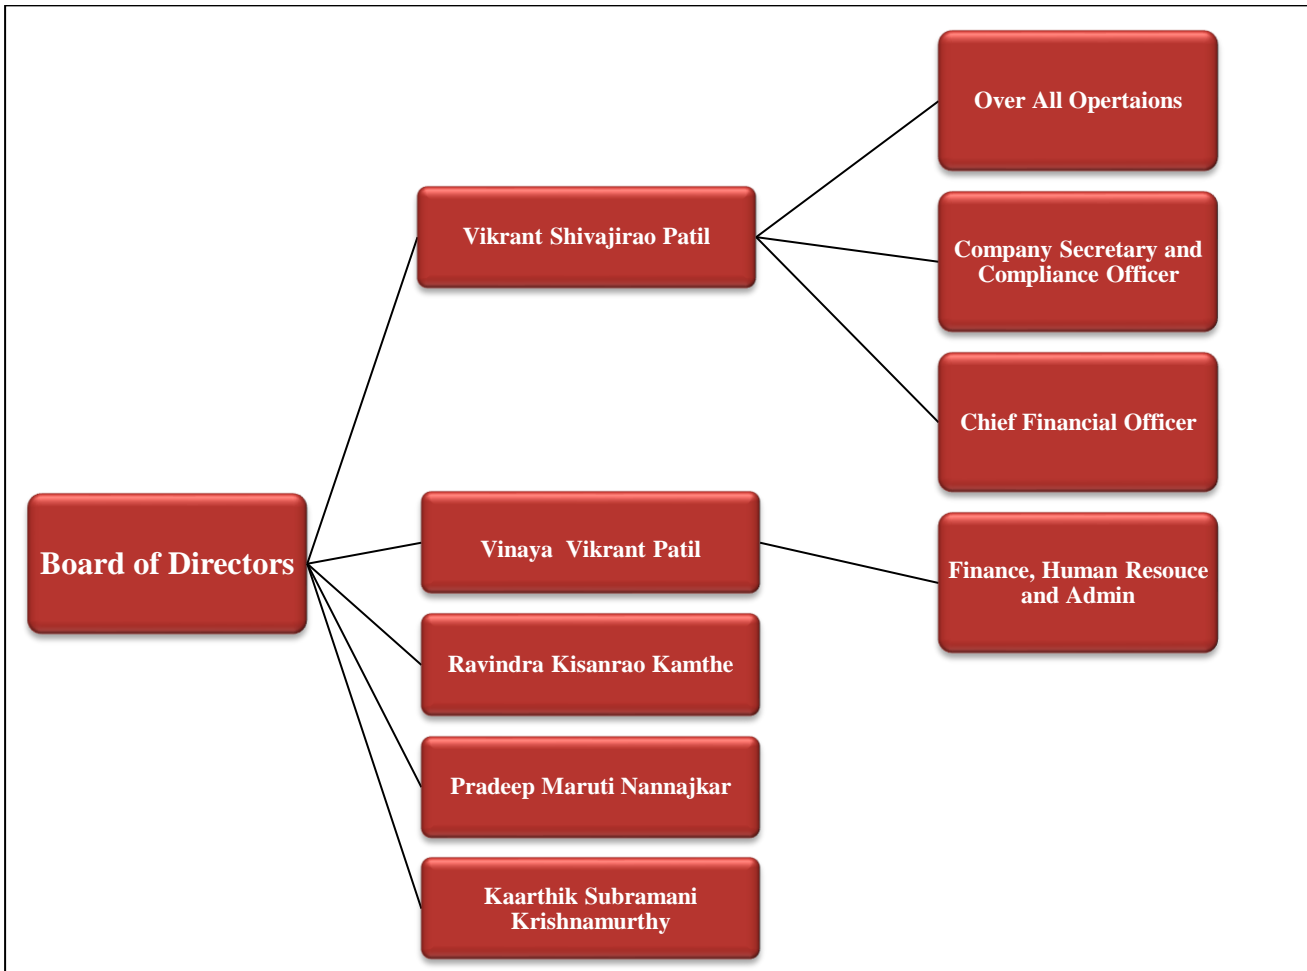 Board of Directors
Vikrant Shivajirao Patil
Over All Opertaions
Company Secretary and
Compliance Officer
Chief Financial Officer
Vinaya  Vikrant Patil
Finance, Human Resouce
and Admin
Ravindra Kisanrao Kamthe
Pradeep Maruti Nannajkar
Kaarthik Subramani
Krishnamurthy